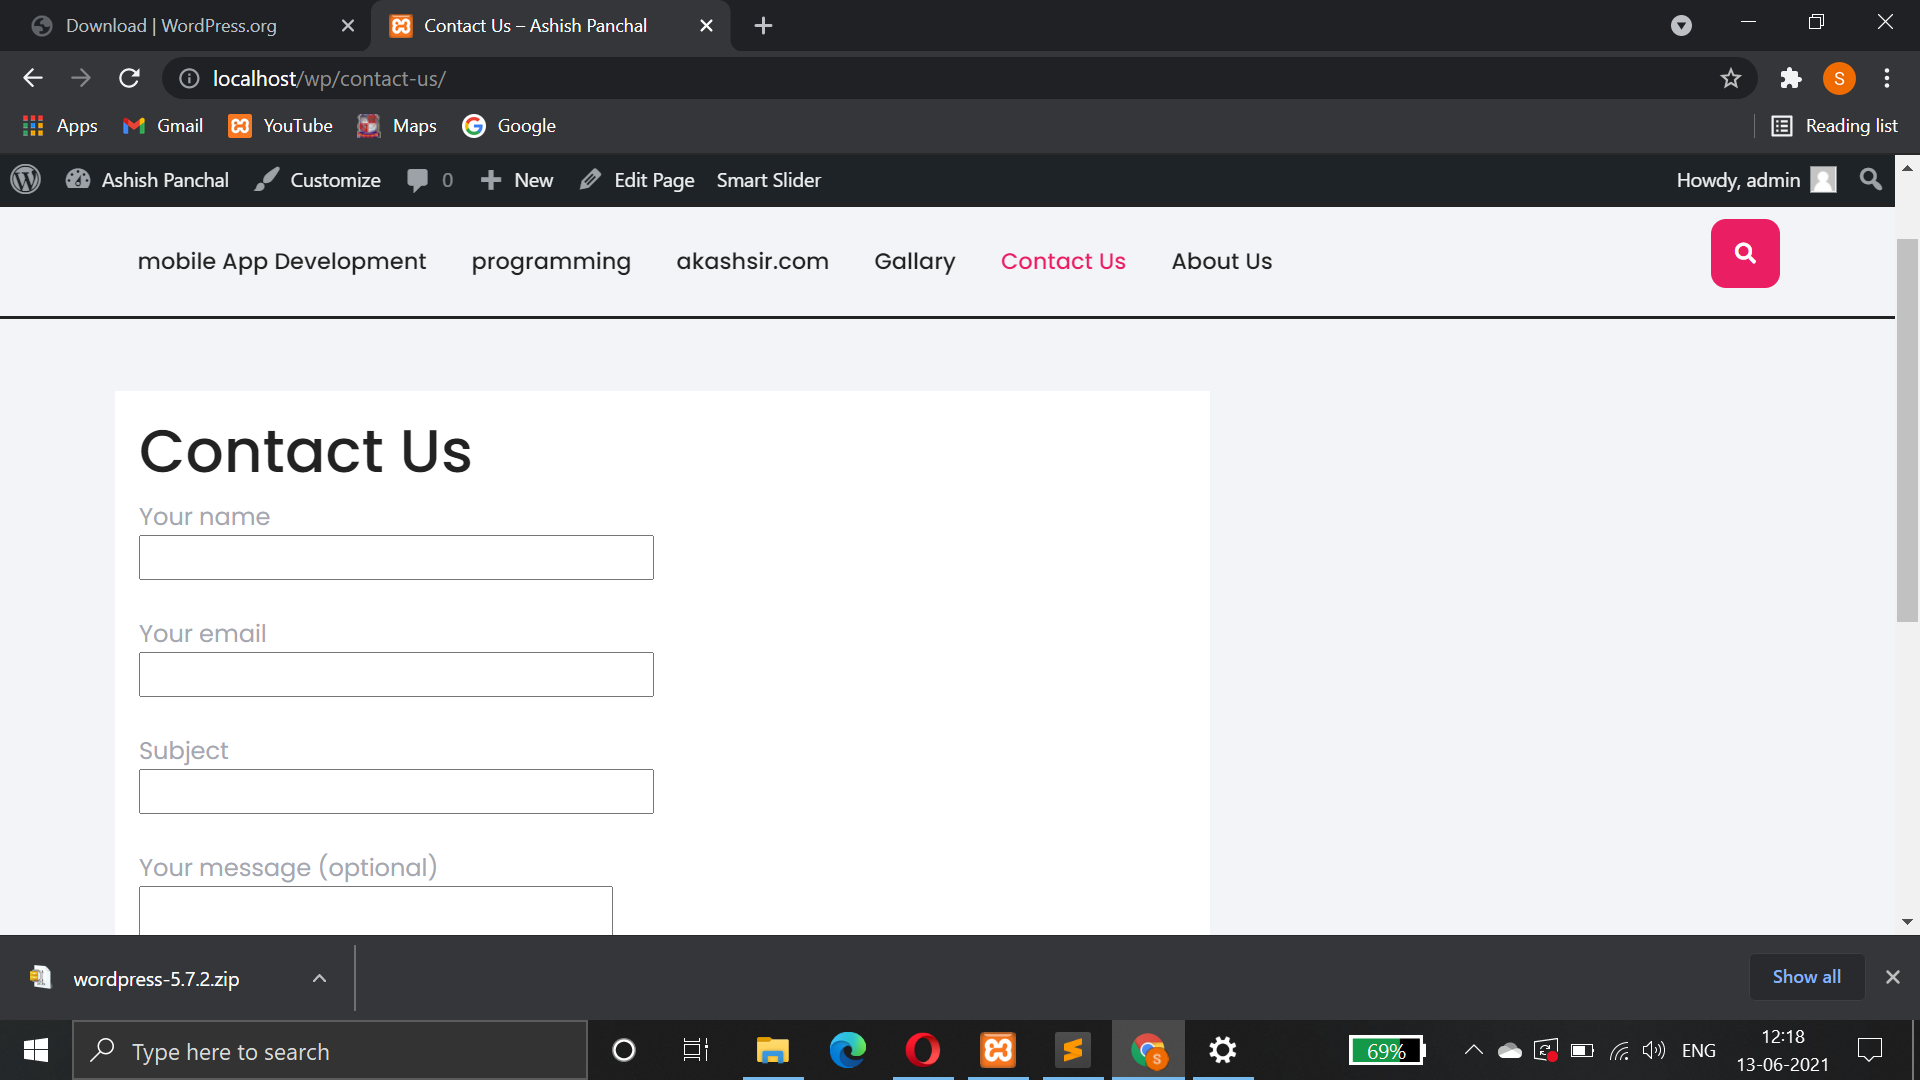 Download | WordPress.org
Contact Us – Ashish Panchal
localhost/wp/contact-us/
S
Apps
Gmail
YouTube
Maps
Google
Reading list
Ashish Panchal
Customize
0
New
Edit Page
Smart Slider
Howdy, admin
mobile App Development
programming
akashsir.com
Gallary
Contact Us
About Us
Contact Us
Your name
Your email
Subject
Your message (optional)
wordpress-5.7.2.zip
Show all
Type here to search
S
69%
ENG
12:18
13-06-2021